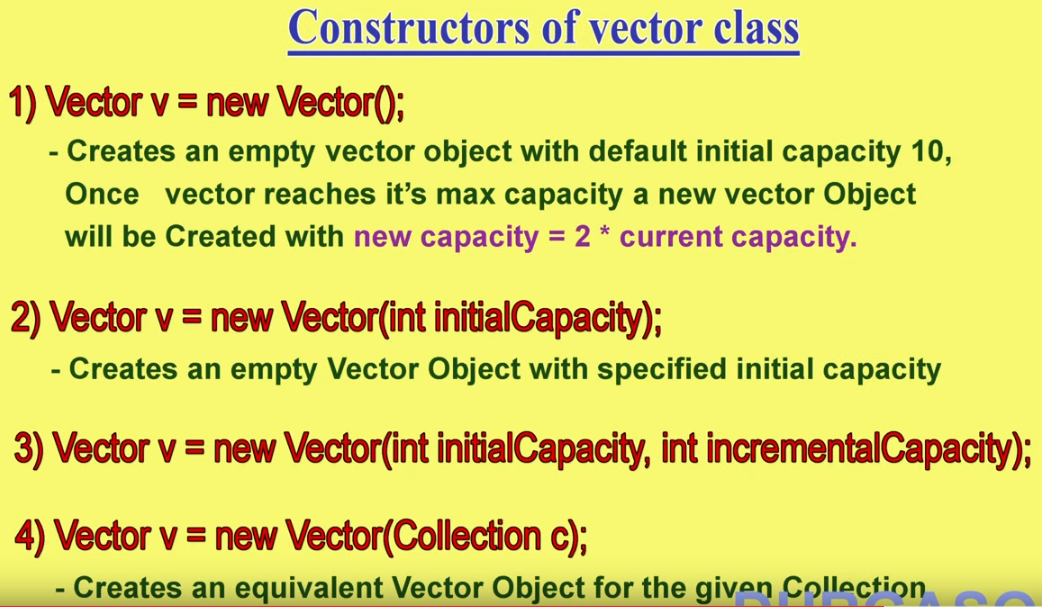 Constructors of vector class
1) Vector v = new Vector();
- Creates an empty vector object with default initial capacity 10,
Once vector reaches it's max capacity a new vector Object
will be Created with new capacity = 2 * current capacity.
2) Vector v = new Vector(int initialCapacity);
- Creates an empty Vector Object with specified initial capacity
3) Vector v = new Vector(int initialCapacity, int incrementalCapacity);
4) Vector v = new Vector(Collection c);
- Creates an equivalent Vector Object for the given Collection